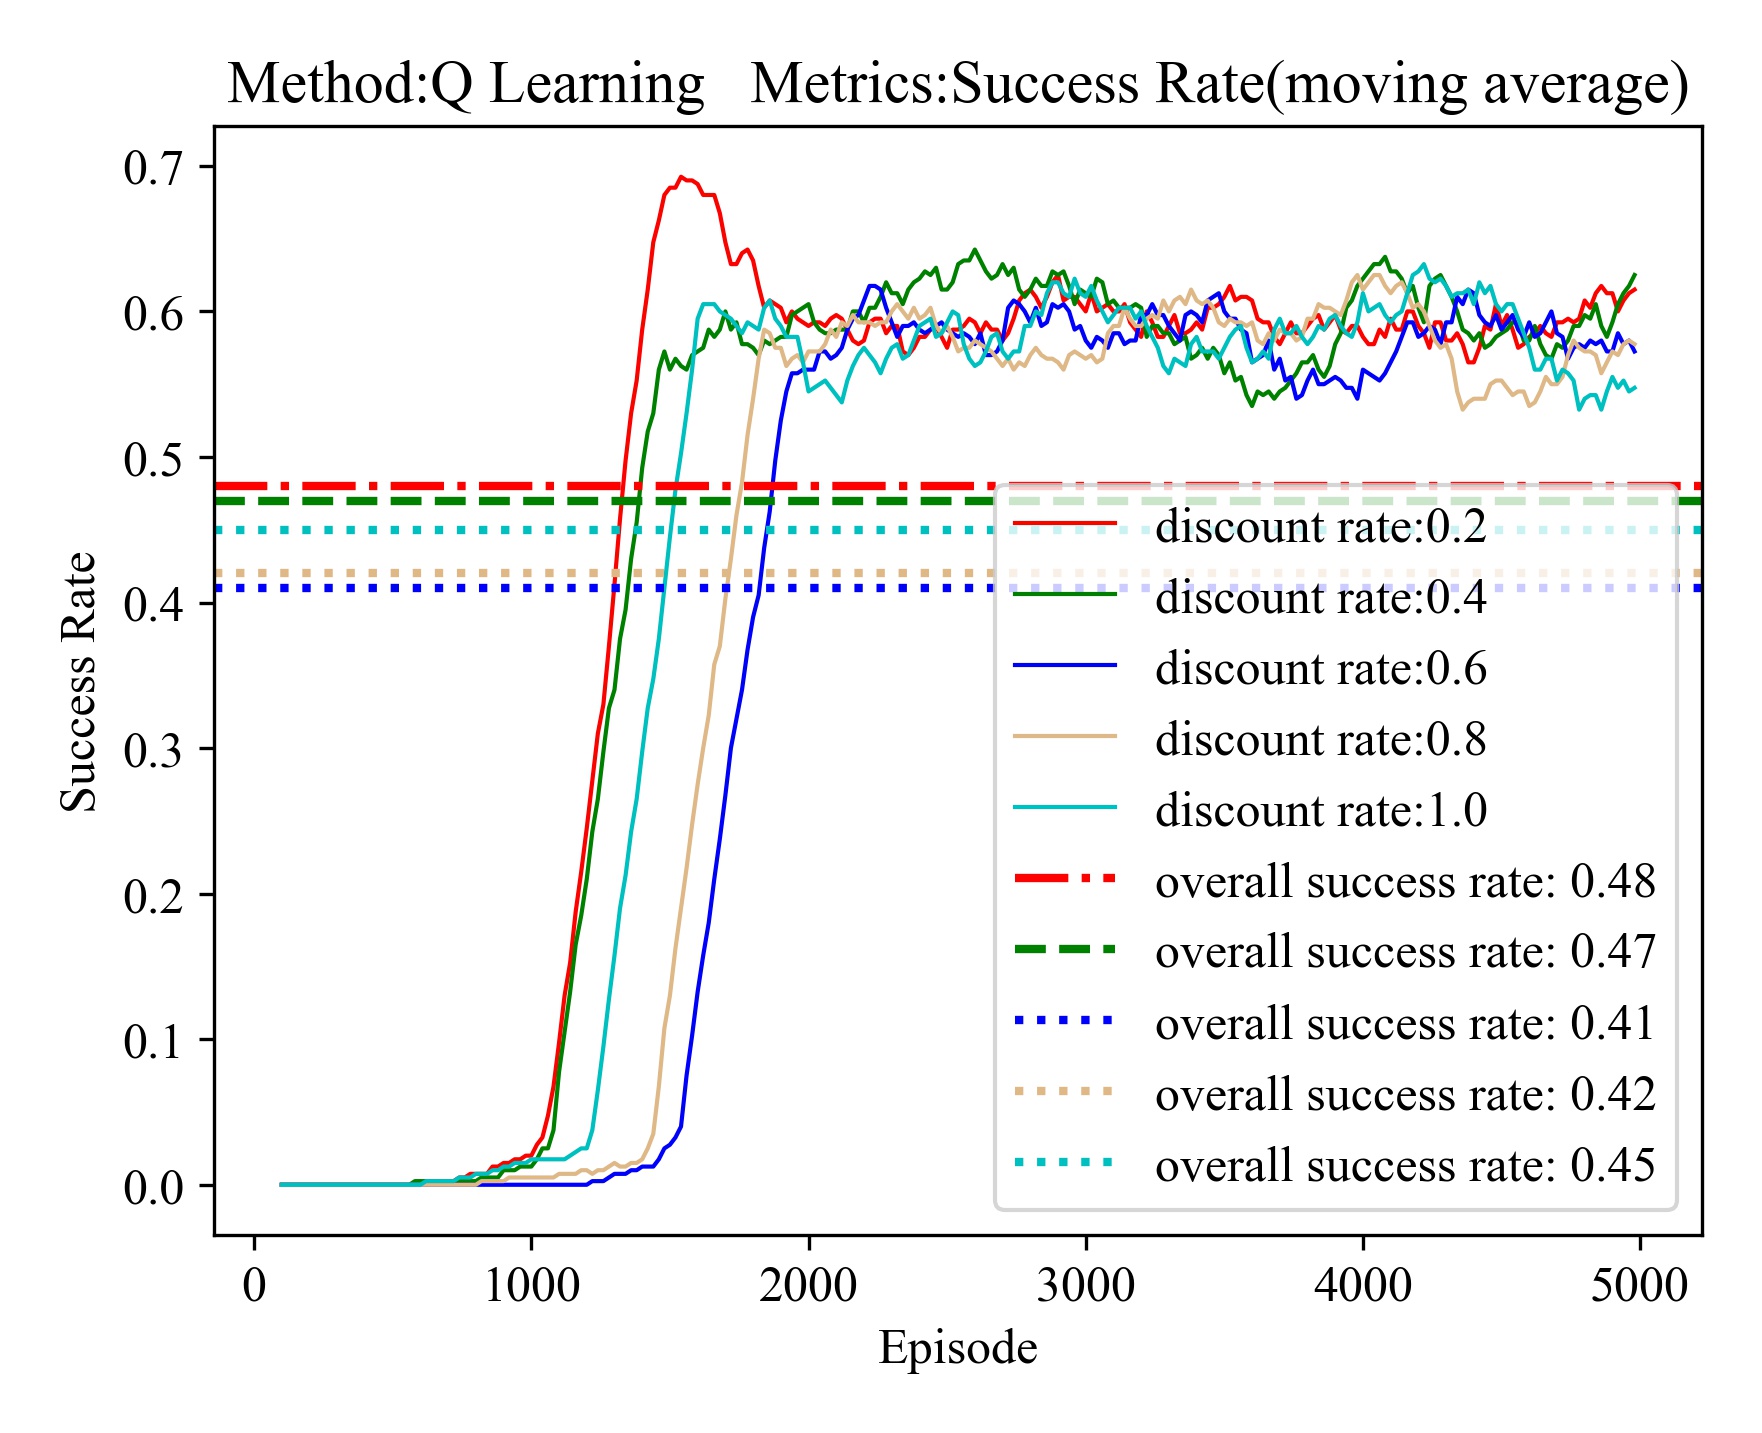 Method:Q Learning   Metrics:Success Rate(moving average)
0.7
0.6
0.5
0.4
0.3
0.2
0.1
0.0
Success Rate
discount rate:0.2
discount rate:0.4
discount rate:0.6
discount rate:0.8
discount rate:1.0
overall success rate: 0.48
overall success rate: 0.47
overall success rate: 0.41
overall success rate: 0.42
overall success rate: 0.45
0 1000 2000 3000 4000 5000
Episode